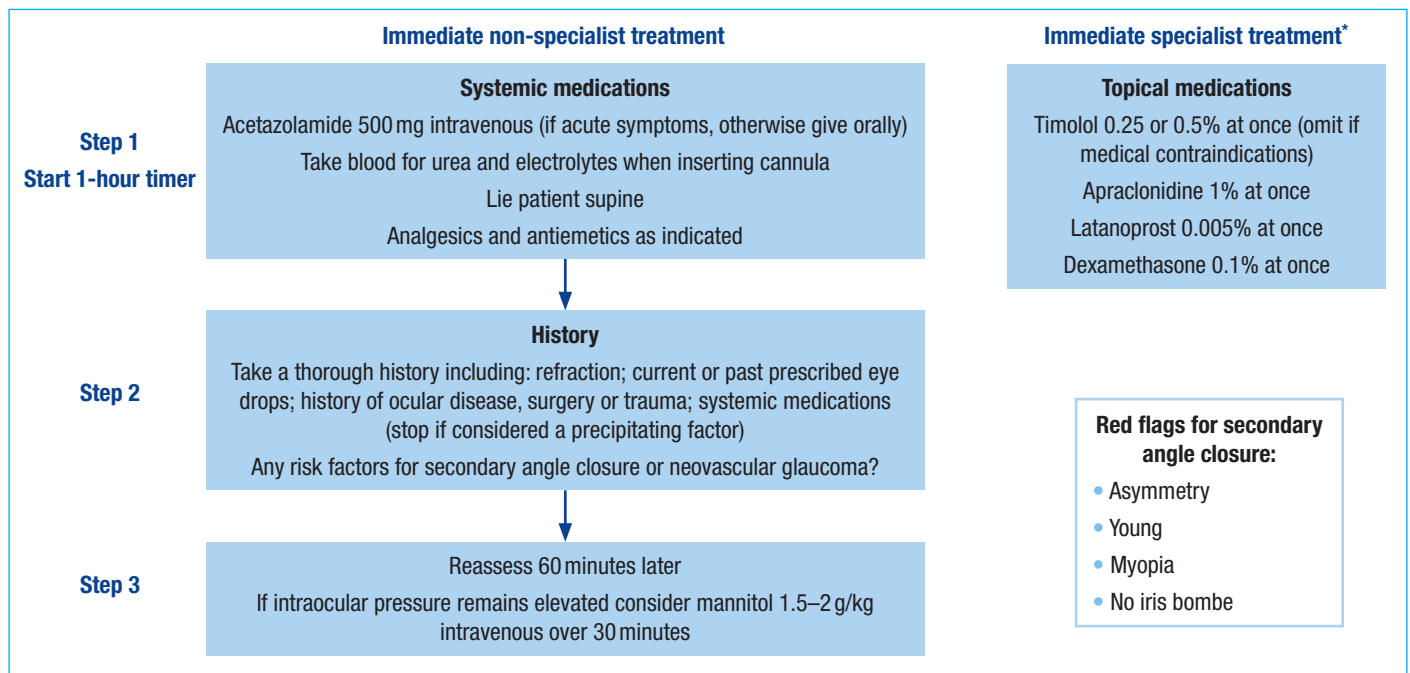 Immediate non-specialist treatment
Immediate specialist treatment*
Step 1
Start 1-hour timer
Systemic medications
Acetazolamide 500 mg intravenous (if acute symptoms, otherwise give orally)
Take blood for urea and electrolytes when inserting cannula
Lie patient supine
Analgesics and antiemetics as indicated
Topical medications
Timolol 0.25 or 0.5% at once (omit if
medical contraindications)
Apraclonidine 1% at once
Latanoprost 0.005% at once
Dexamethasone 0.1% at once
Step 2
History
Take a thorough history including: refraction; current or past prescribed eye
drops; history of ocular disease, surgery or trauma; systemic medications
(stop if considered a precipitating factor)
Any risk factors for secondary angle closure or neovascular glaucoma?
Red flags for secondary
angle closure:
• Asymmetry
• Young
• Myopia
• No iris bombe
Step 3
Reassess 60 minutes later
If intraocular pressure remains elevated consider mannitol 1.5–2 g/kg
intravenous over 30 minutes